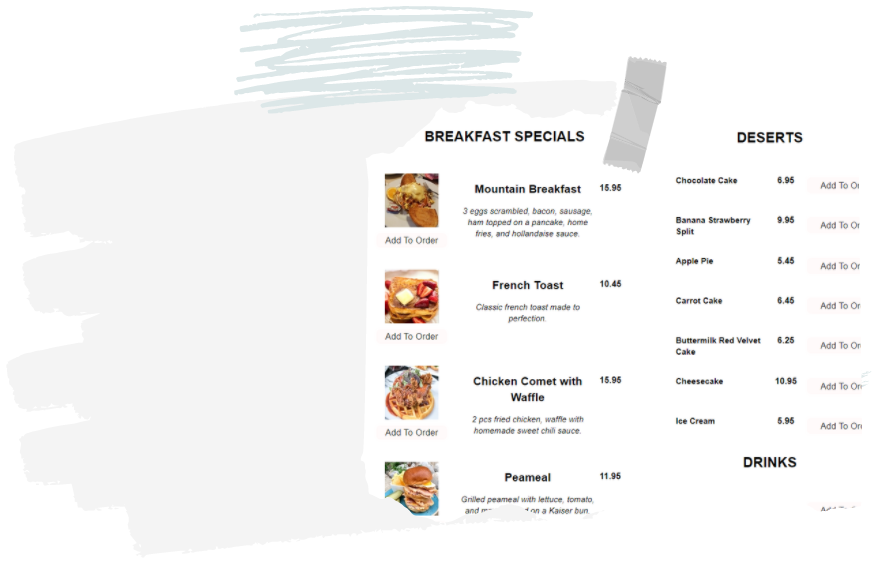 BREAKFAST SPECIALS
Mountain Breakfast 15.95
3 eggs scrambled, bacon, sausage,
ham topped on a pancake, home
fries, and hollandaise sauce.
Add To Order
French Toast 10.45
Classic french toast made to
perfection.
Add To Order
Chicken Comet with 15.95
Waffle
2 pcs fried chicken, waffle with
homemade sweet chili sauce.
Add To Order
Peameal 11.95
Grilled peameal with lettuce, tomato,
and on a Kaiser bun.
DESERTS
Chocolate Cake 6.95 Add To Or
Banana Strawberry 9.95 Add To Or
Split
Apple Pie 5.45 Add To Or
Carrot Cake 6.45 Add To Or
Buttermilk Red Velvet 6.25 Add To Or
Cake
Cheesecake 10.95 Add To Or
Ice Cream 5.95 Add To Or
DRINKS